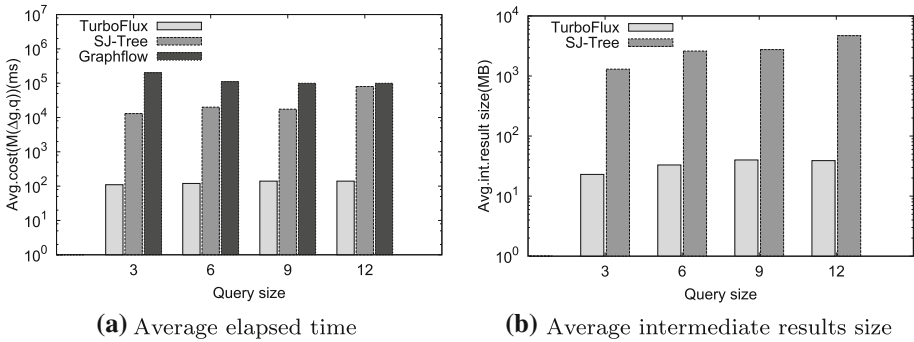 TurboFlux
SJ-Tree
Graphflow
10^7
10^6
10^5
10^4
10^3
10^2
10^1
10^0
Avg.cost(M(Δg,q))(ms)
3 6 9 12
Query size
(a) Average elapsed time
TurboFlux
SJ-Tree
10^4
10^3
10^2
10^1
10^0
Avg.int.result size(MB)
3 6 9 12
Query size
(b) Average intermediate results size